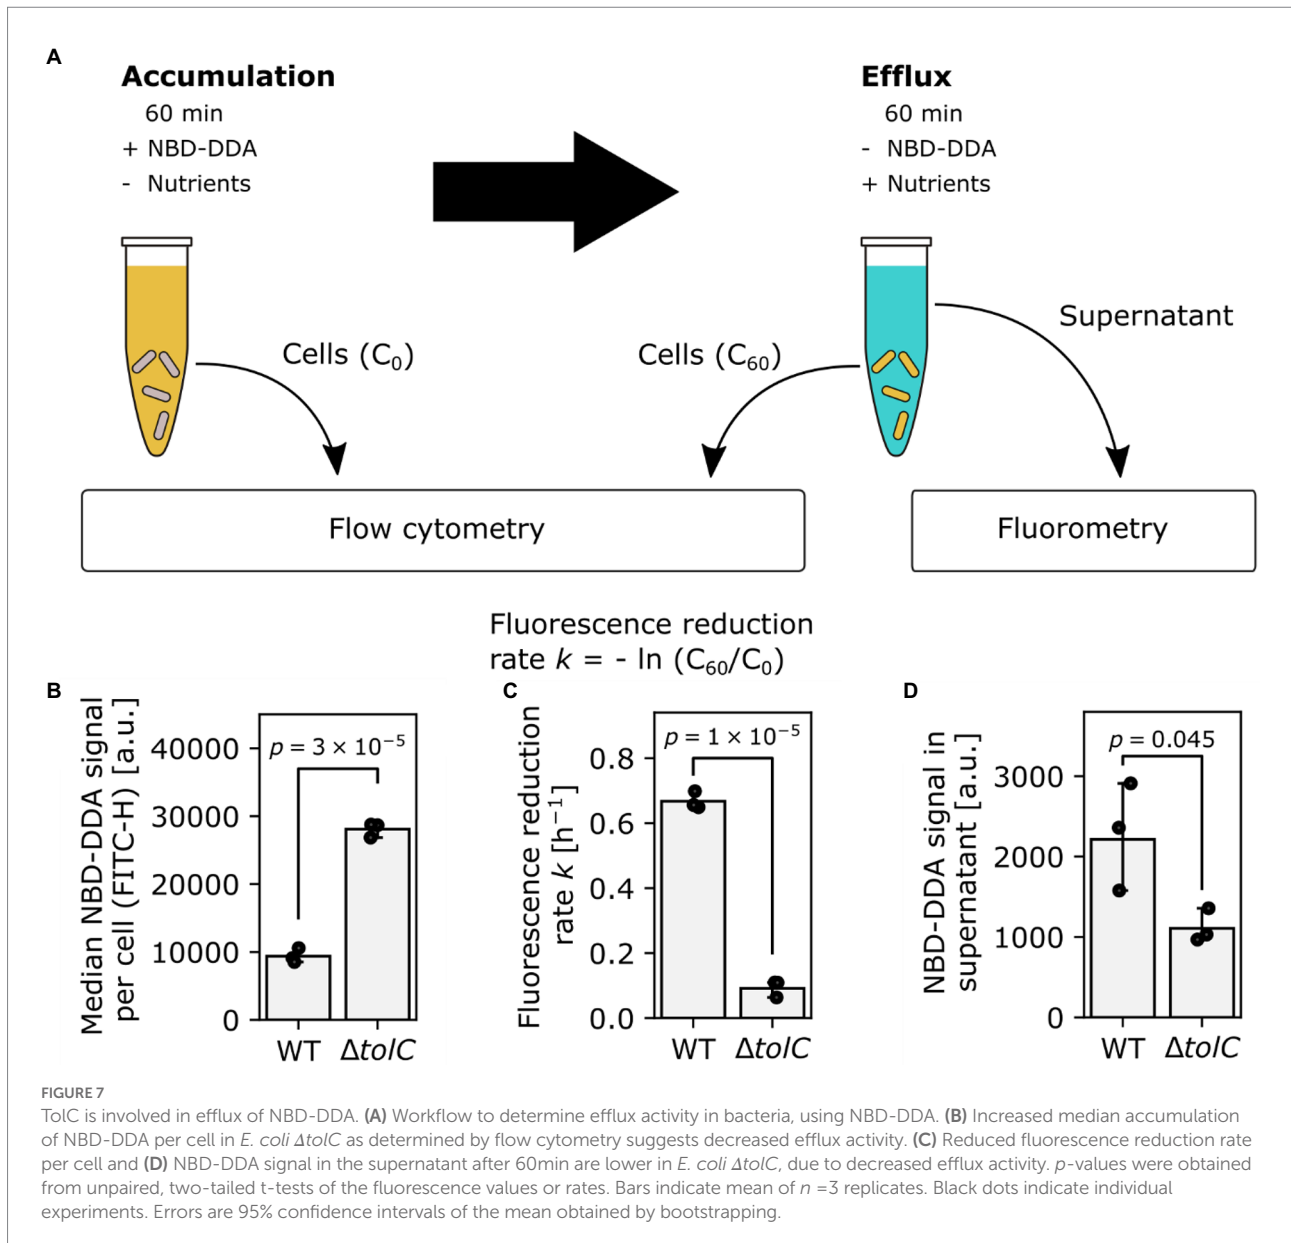 A
Accumulation
60 min
+ NBD-DDA
- Nutrients
Efflux
60 min
- NBD-DDA
+ Nutrients
Cells (C₀)
Cells (C₆₀)
Supernatant
Flow cytometry
Fluorometry
Fluorescence reduction
rate k = - ln (C₆₀/C₀)
B
Median NBD-DDA signal
per cell (FITC-H) [a.u.]
40000
30000
20000
10000
0
p = 3 × 10⁻⁵
WT
ΔtolC
C
Fluorescence reduction
rate k [h⁻¹]
0.8
0.6
0.4
0.2
0.0
p = 1 × 10⁻⁵
WT
ΔtolC
D
NBD-DDA signal in
supernatant [a.u.]
3000
2000
1000
0
p = 0.045
WT
ΔtolC
FIGURE 7
TolC is involved in efflux of NBD-DDA. (A) Workflow to determine efflux activity in bacteria, using NBD-DDA. (B) Increased median accumulation
of NBD-DDA per cell in E. coli ΔtolC as determined by flow cytometry suggests decreased efflux activity. (C) Reduced fluorescence reduction rate
per cell and (D) NBD-DDA signal in the supernatant after 60min are lower in E. coli ΔtolC, due to decreased efflux activity. p-values were obtained
from unpaired, two-tailed t-tests of the fluorescence values or rates. Bars indicate mean of n =3 replicates. Black dots indicate individual
experiments. Errors are 95% confidence intervals of the mean obtained by bootstrapping.